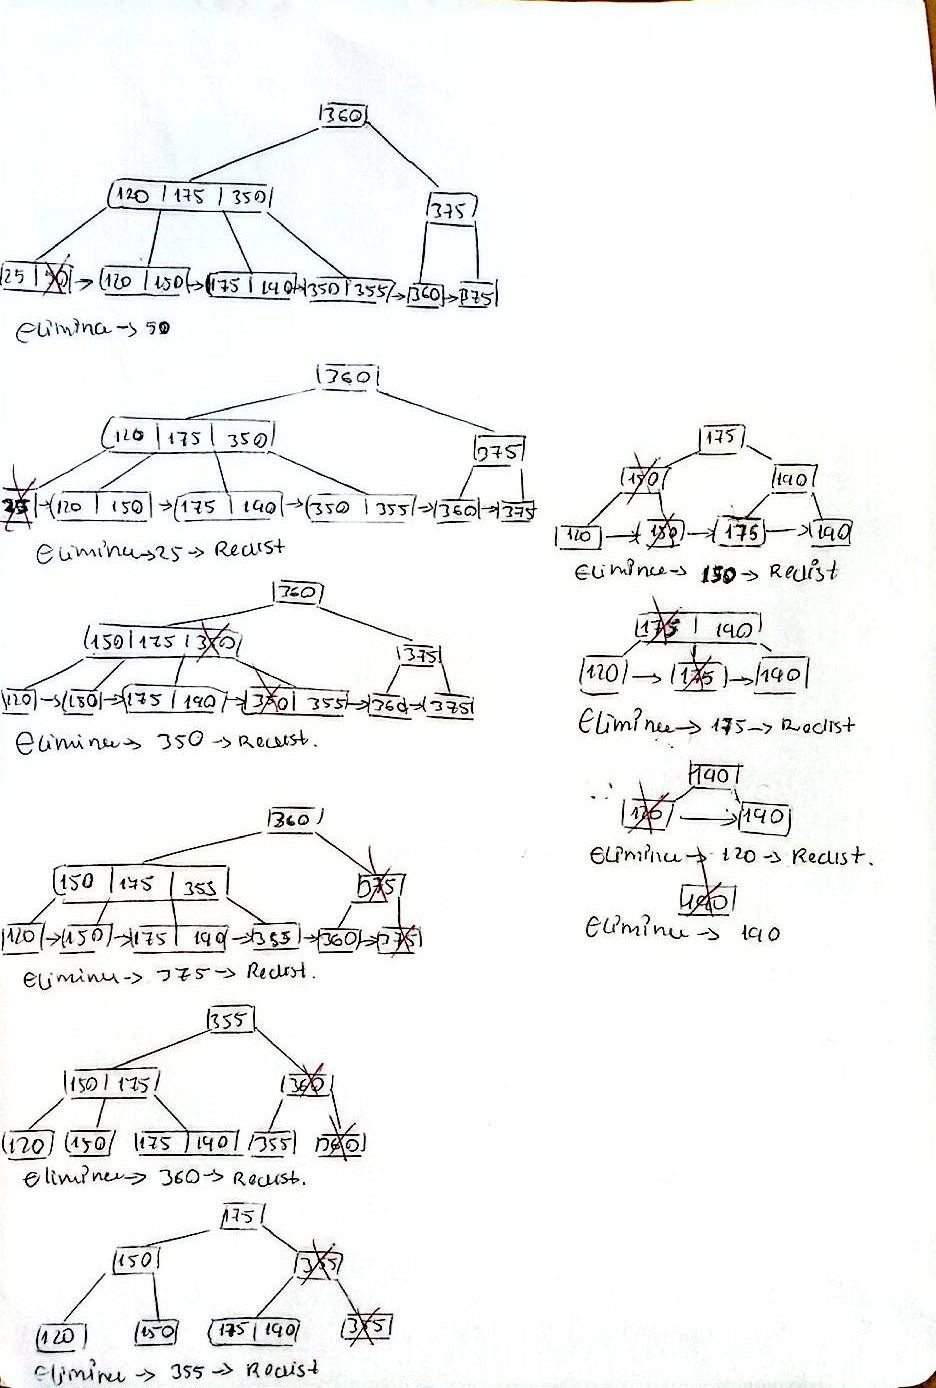 360
120 | 175 | 350
375
25 | 50 → 120 | 150 → 175 | 190 → 350 | 355 → 360 → 375
Elimina → 50
360
120 | 175 | 350
375
25 → 120 | 150 → 175 | 190 → 350 | 355 → 360 → 375
Elimina → 25 → Redist
360
150 | 175 | 350
375
120 → 150 → 175 | 190 → 350 | 355 → 360 → 375
Elimina → 350 → Redist.
360
150 | 175 | 355
375
120 → 150 → 175 | 190 → 355 → 360 → 375
Elimina → 375 → Redist.
355
150 | 175
360
120 150 175 | 190 355 360
Elimina → 360 → Redist.
175
150
355
120 150 175 | 190 355
Elimina → 355 → Redist
175
150 190
120 → 150 → 175 → 190
Elimina → 150 → Redist
175 | 190
120 → 175 → 190
Elimina → 175 → Redist
190
120 → 190
Elimina → 120 → Redist.
190
Elimina → 190